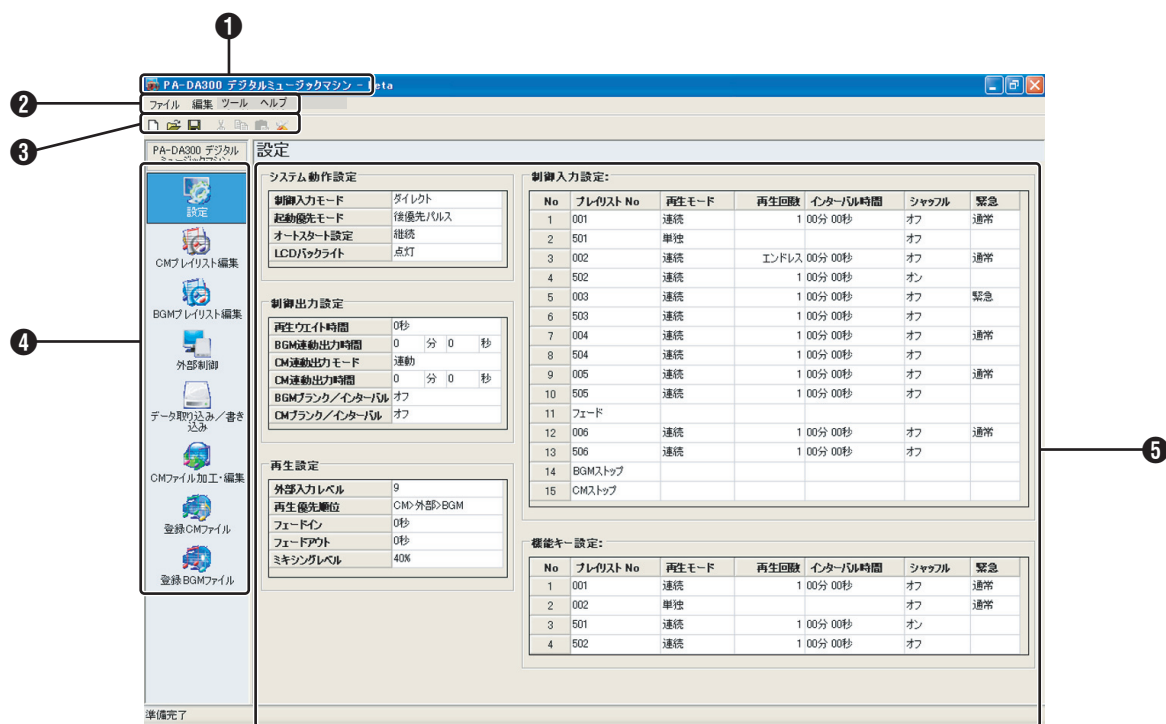 ❶
PA-DA300 デジタルミュージックマシン - beta
❷
ファイル 編集 ツール ヘルプ
❸
PA-DA300 デジタル
ミュージックマシン
設定
❹
設定
CMプレイリスト編集
BGMプレイリスト編集
外部制御
データ取り込み／書き
込み
CMファイル加工・編集
登録CMファイル
登録BGMファイル
システム動作設定
制御入力モード ダイレクト
起動優先モード 後優先パルス
オートスタート設定 継続
LCDバックライト 点灯
制御出力設定
再生ウエイト時間 0秒
BGM連動出力時間 0 分 0 秒
CM連動出力モード 連動
CM連動出力時間 0 分 0 秒
BGMブランク／インターバル オフ
CMブランク／インターバル オフ
再生設定
外部入力レベル 9
再生優先順位 CM>外部>BGM
フェードイン 0秒
フェードアウト 0秒
ミキシングレベル 40%
制御入力設定:
No プレイリスト No 再生モード 再生回数 インターバル時間 シャッフル 緊急
1 001 連続 1 00分 00秒 オフ 通常
2 501 単独 オフ
3 002 連続 エンドレス 00分 00秒 オフ 通常
4 502 連続 1 00分 00秒 オン
5 003 連続 1 00分 00秒 オフ 緊急
6 503 連続 1 00分 00秒 オフ
7 004 連続 1 00分 00秒 オフ 通常
8 504 連続 1 00分 00秒 オフ
9 005 連続 1 00分 00秒 オフ 通常
10 505 連続 1 00分 00秒 オフ
11 フェード
12 006 連続 1 00分 00秒 オフ 通常
13 506 連続 1 00分 00秒 オフ
14 BGMストップ
15 CMストップ
❺
機能キー設定:
No プレイリスト No 再生モード 再生回数 インターバル時間 シャッフル 緊急
1 001 連続 1 00分 00秒 オフ 通常
2 002 単独 オフ 通常
3 501 連続 1 00分 00秒 オン
4 502 連続 1 00分 00秒 オフ
準備完了